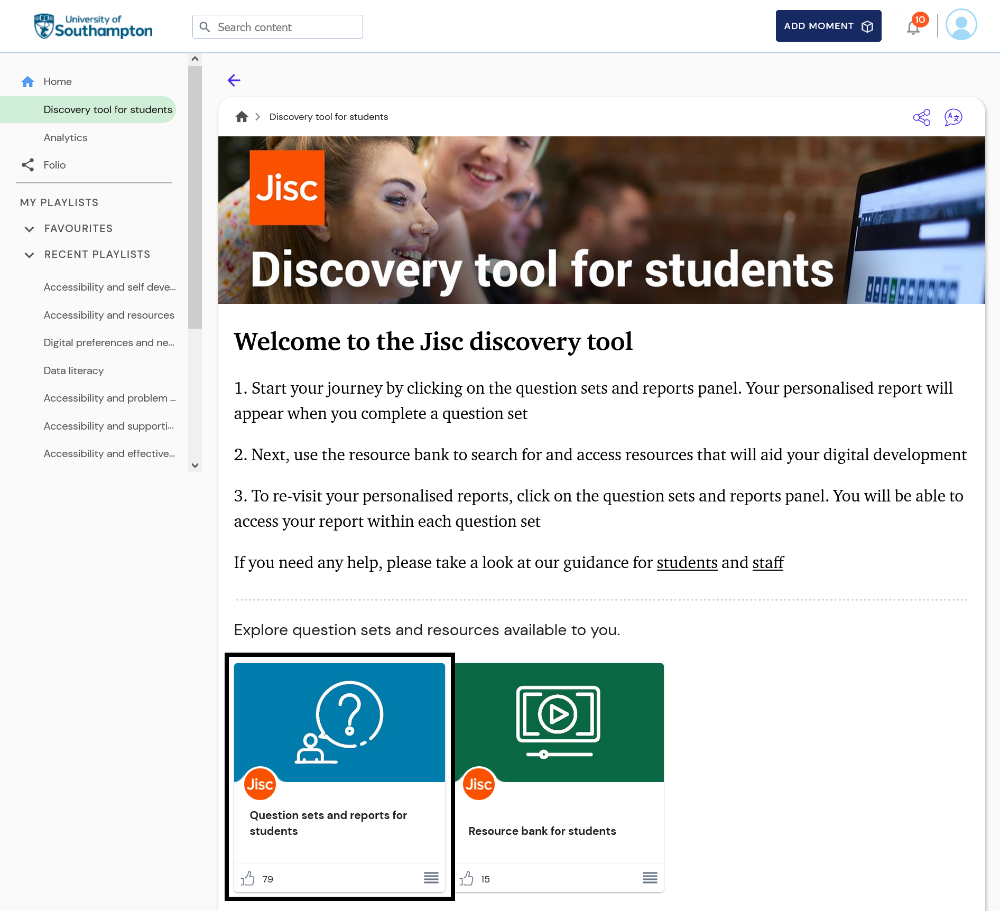 University of
Southampton
Search content
ADD MOMENT
10
Home
Discovery tool for students
Analytics
Folio
MY PLAYLISTS
FAVOURITES
RECENT PLAYLISTS
Accessibility and self deve...
Accessibility and resources
Digital preferences and ne...
Data literacy
Accessibility and problem ...
Accessibility and supporti...
Accessibility and effective...
Discovery tool for students
A
Jisc
Discovery tool for students
Welcome to the Jisc discovery tool
1. Start your journey by clicking on the question sets and reports panel. Your personalised report will
appear when you complete a question set
2. Next, use the resource bank to search for and access resources that will aid your digital development
3. To re-visit your personalised reports, click on the question sets and reports panel. You will be able to
access your report within each question set
If you need any help, please take a look at our guidance for students and staff
Explore question sets and resources available to you.
?
Jisc
Question sets and reports for
students
79
Jisc
Resource bank for students
15